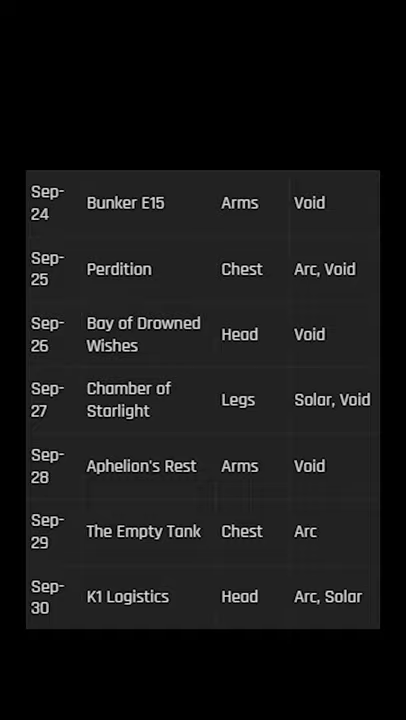 Sep-
24
Bunker E15
Arms
Void
Sep-
25
Perdition
Chest
Arc, Void
Sep-
26
Bay of Drowned
Wishes
Head
Void
Sep-
27
Chamber of
Starlight
Legs
Solar, Void
Sep-
28
Aphelion's Rest
Arms
Void
Sep-
29
The Empty Tank
Chest
Arc
Sep-
30
K1 Logistics
Head
Arc, Solar